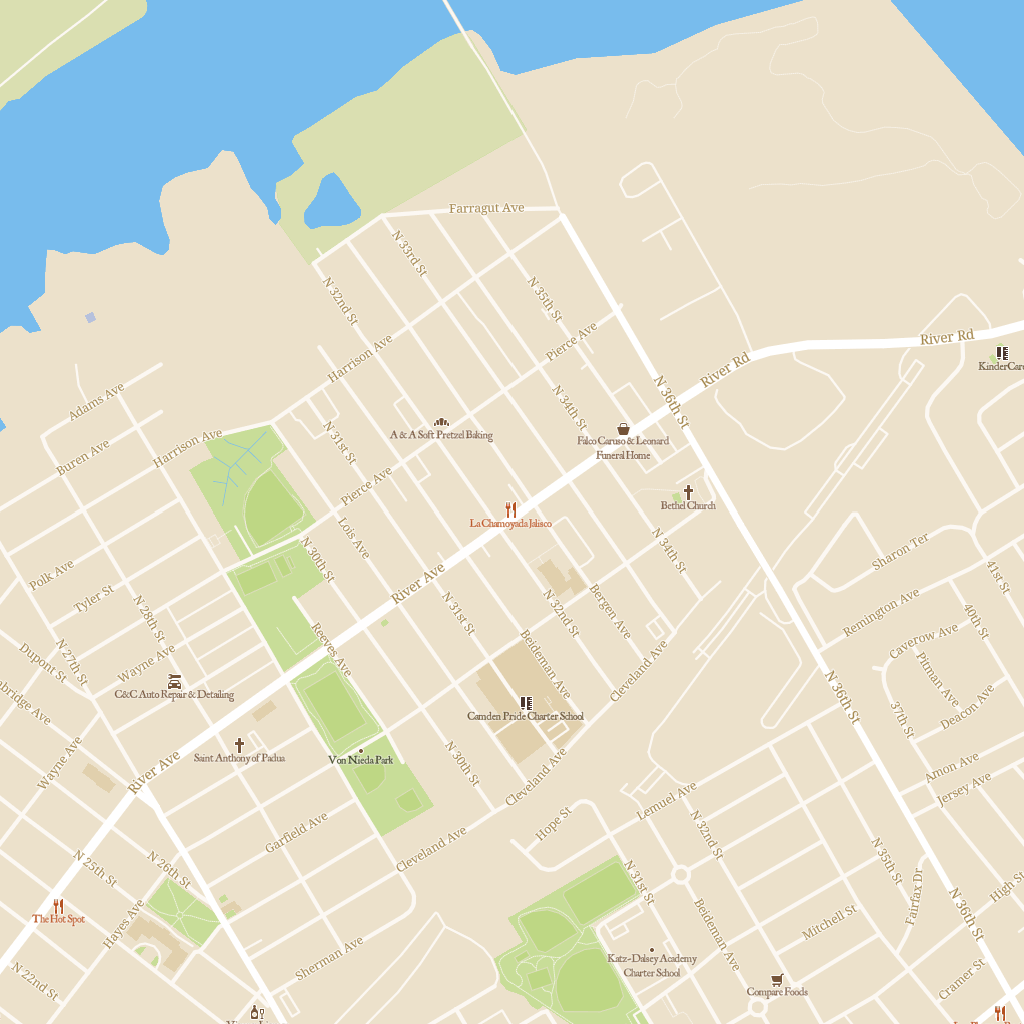 Farragut Ave
N 33rd St
N 32nd St
N 35th St
River Rd
Pierce Ave
Harrison Ave
River Rd
KinderCare
N 36th St
Adams Ave
N 34th St
A & A Soft Pretzel Baking
Falco Caruso & Leonard
Funeral Home
N 31st St
Harrison Ave
Buren Ave
Pierce Ave
Bethel Church
La Chamoyada Jalisco
Lois Ave
N 30th St
N 34th St
Sharon Ter
Polk Ave
River Ave
41st St
Tyler St
N 28th St
N 31st St
N 32nd St
Bergen Ave
Remington Ave
40th St
Caverow Ave
Reeves Ave
Beideman Ave
Dupont St
N 27th St
Wayne Ave
Cleveland Ave
Pitman Ave
C&C Auto Repair & Detailing
N 36th St
Deacon Ave
37th St
Camden Pride Charter School
Saint Anthony of Padua
Von Nieda Park
Wayne Ave
River Ave
N 30th St
Cleveland Ave
Amon Ave
Jersey Ave
Lemuel Ave
Hope St
Garfield Ave
N 32nd St
Cleveland Ave
N 25th St
N 26th St
N 31st St
N 35th St
Fairfax Dr
High St
The Hot Spot
Hayes Ave
Beideman Ave
Mitchell St
N 36th St
Sherman Ave
Katz-Dalsey Academy
Charter School
N 22nd St
Compare Foods
Cramer St